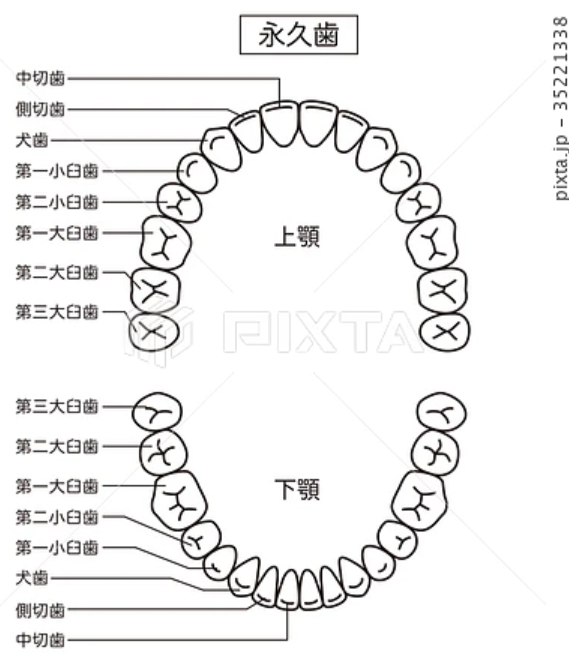 永久歯
中切歯
側切歯
犬歯
第一小臼歯
第二小臼歯
第一大臼歯
第二大臼歯
第三大臼歯
上顎
PIXTA
第三大臼歯
第二大臼歯
第一大臼歯
第二小臼歯
第一小臼歯
犬歯
側切歯
中切歯
下顎
pixta.jp - 35221338